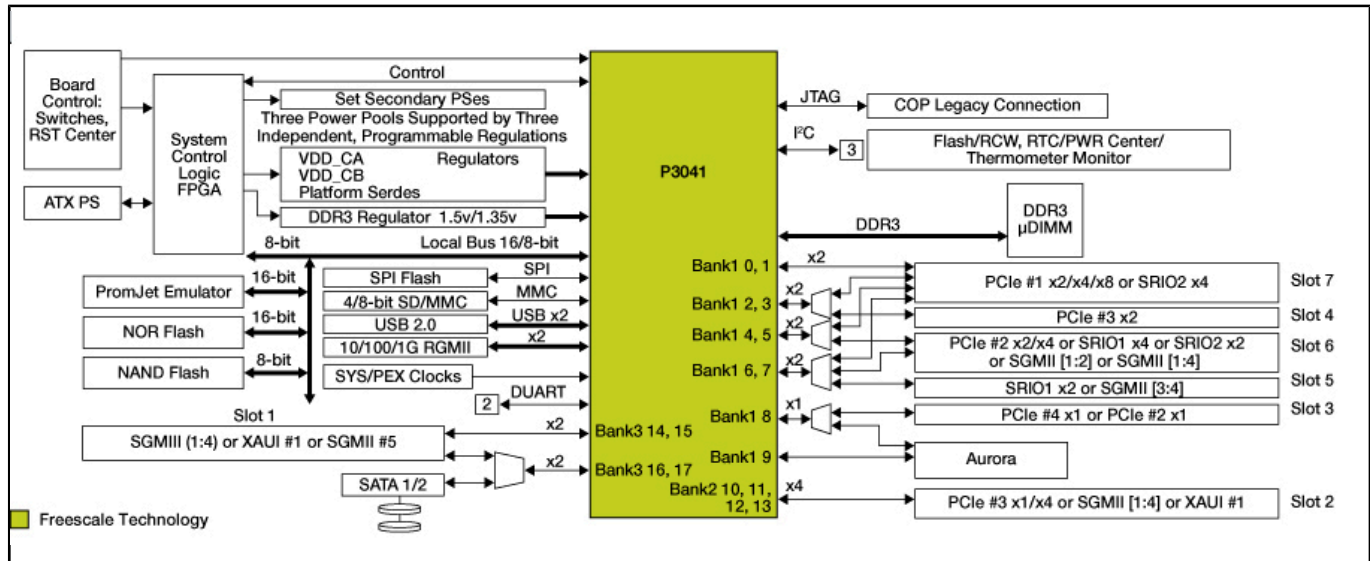 Board
Control:
Switches,
RST Center
ATX PS
System
Control
Logic
FPGA
Control
Set Secondary PSes
Three Power Pools Supported by Three
Independent, Programmable Regulations
VDD_CA Regulators
VDD_CB
Platform Serdes
DDR3 Regulator 1.5v/1.35v
8-bit
Local Bus 16/8-bit
16-bit
PromJet Emulator
16-bit
NOR Flash
8-bit
NAND Flash
SPI Flash
SPI
4/8-bit SD/MMC
MMC
USB 2.0
USB x2
10/100/1G RGMII
x2
SYS/PEX Clocks
2
DUART
Slot 1
SGMIII (1:4) or XAUI #1 or SGMII #5
x2
x2
SATA 1/2
P3041
Bank1 0, 1
Bank1 2, 3
Bank1 4, 5
Bank1 6, 7
Bank1 8
Bank3 14, 15
Bank1 9
Bank3 16, 17
Bank2 10, 11,
12, 13
JTAG
COP Legacy Connection
I²C
3
Flash/RCW, RTC/PWR Center/
Thermometer Monitor
DDR3
DDR3
µDIMM
x2
PCIe #1 x2/x4/x8 or SRIO2 x4
Slot 7
x2
PCIe #3 x2
Slot 4
x2
PCIe #2 x2/x4 or SRIO1 x4 or SRIO2 x2
or SGMII [1:2] or SGMII [1:4]
Slot 6
x2
SRIO1 x2 or SGMII [3:4]
Slot 5
x1
PCIe #4 x1 or PCIe #2 x1
Slot 3
Aurora
x4
PCIe #3 x1/x4 or SGMII [1:4] or XAUI #1
Slot 2
Freescale Technology